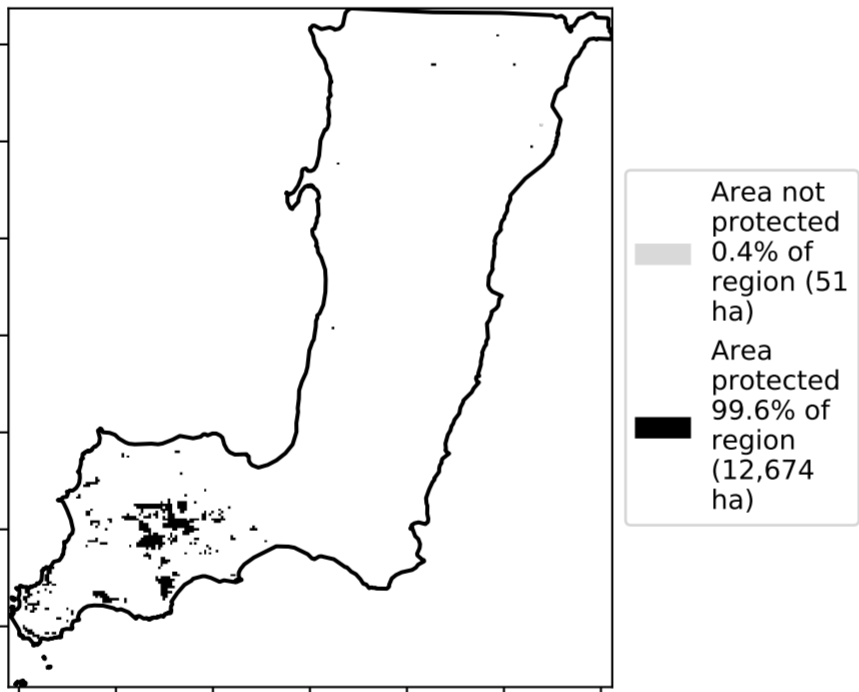 Area not
protected
0.4% of
region (51
ha)
Area
protected
99.6% of
region
(12,674
ha)